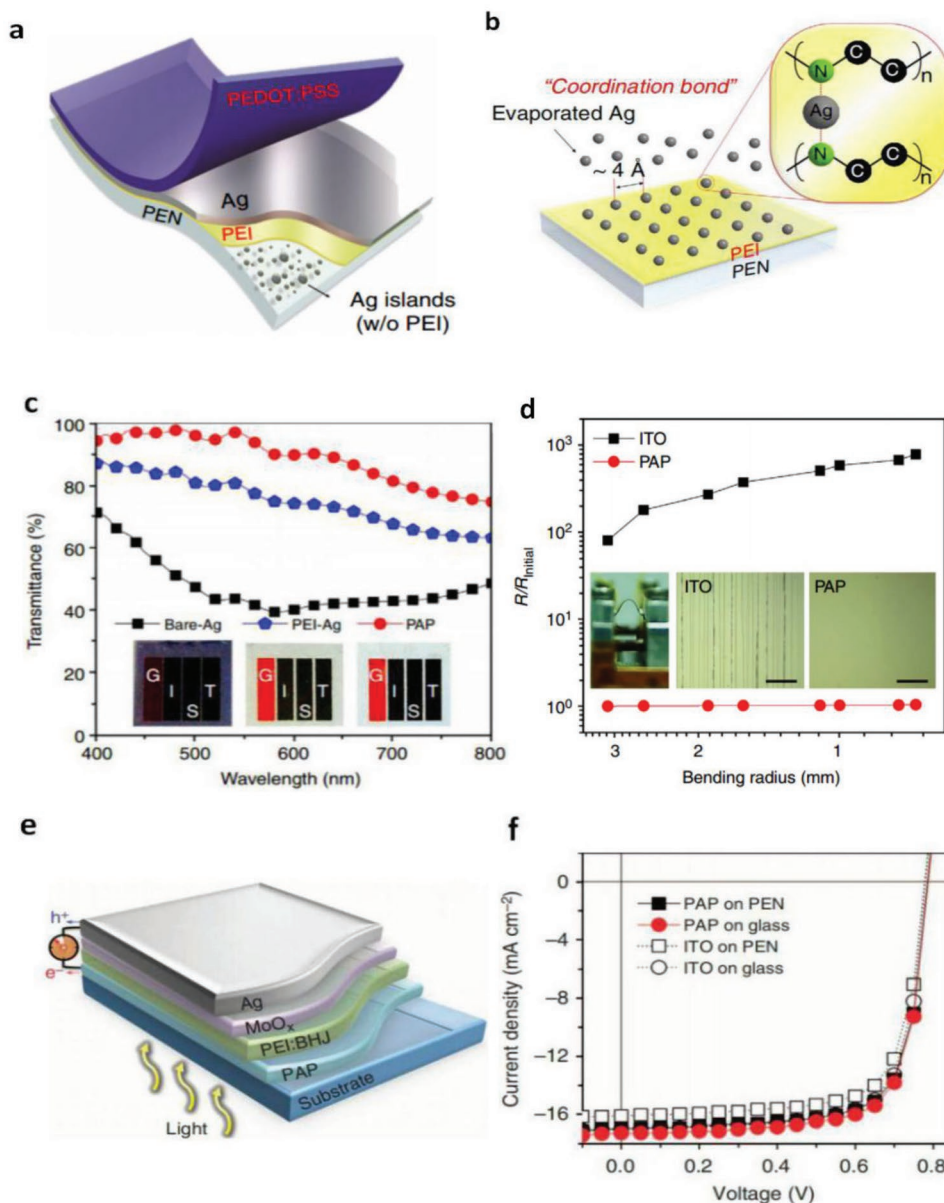 a
PEDOT:PSS
Ag
PEN
PEI
Ag islands
(w/o PEI)
b
"Coordination bond"
Evaporated Ag
~ 4 Å
PEI
PEN
N C C n
Ag
N C C n
c
Transmittance (%)
100
80
60
40
20
0
Bare-Ag PEI-Ag PAP
G I S T
G I S T
G I S T
400 500 600 700 800
Wavelength (nm)
d
R/R Initial
10³
10²
10¹
10⁰
ITO
PAP
ITO
PAP
3 2 1
Bending radius (mm)
e
h⁺
e⁻
Ag
MoOₓ
PEI:BHJ
PAP
Substrate
Light
f
Current density (mA cm⁻²)
0
−4
−8
−12
−16
PAP on PEN
PAP on glass
ITO on PEN
ITO on glass
0.0 0.2 0.4 0.6 0.8
Voltage (V)